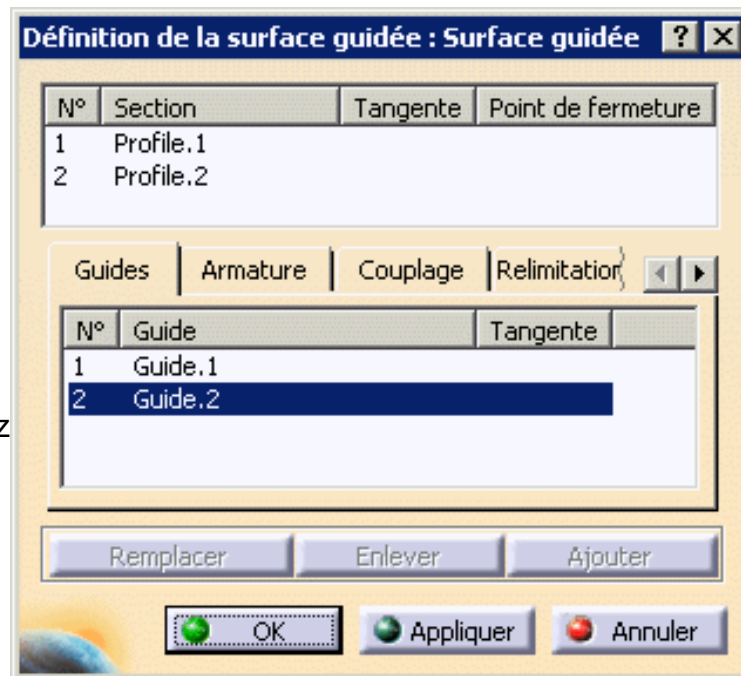 Définition de la surface guidée : Surface guidée ? X
N° Section Tangente Point de fermeture
1 Profile.1
2 Profile.2
Guides Armature Couplage Relimitation
N° Guide Tangente
1 Guide.1
2 Guide.2
z
Remplacer Enlever Ajouter
OK Appliquer Annuler